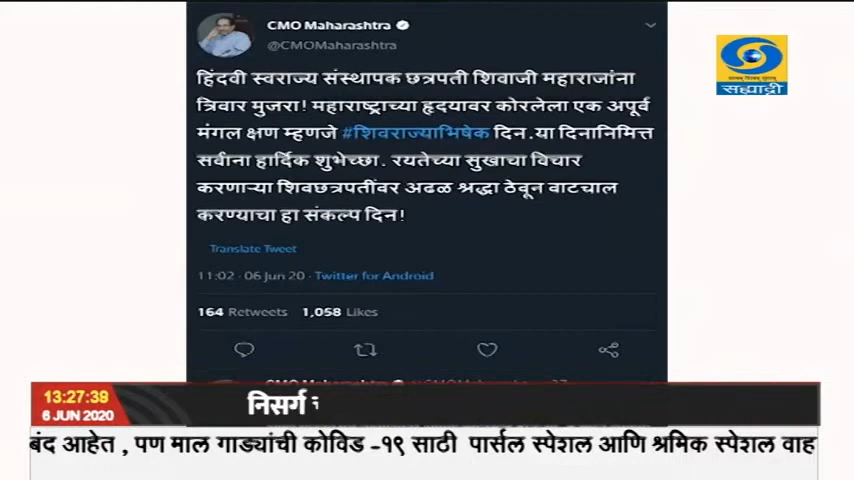 CMO Maharashtra
@CMOMaharashtra
हिंदवी स्वराज्य संस्थापक छत्रपती शिवाजी महाराजांना
त्रिवार मुजरा! महाराष्ट्राच्या हृदयावर कोरलेला एक अपूर्व
मंगल क्षण म्हणजे #शिवराज्याभिषेक दिन.या दिनानिमित्त
सर्वांना हार्दिक शुभेच्छा. रयतेच्या सुखाचा विचार
करणाऱ्या शिवछत्रपतींवर अढळ श्रद्धा ठेवून वाटचाल
करण्याचा हा संकल्प दिन!
Translate Tweet
11:02 · 06 Jun 20 · Twitter for Android
164 Retweets 1,058 Likes
सह्याद्री
13:27:39
6 JUN 2020
निसर्ग
बंद आहेत , पण माल गाड्यांची कोविड -१९ साठी पार्सल स्पेशल आणि श्रमिक स्पेशल वाह